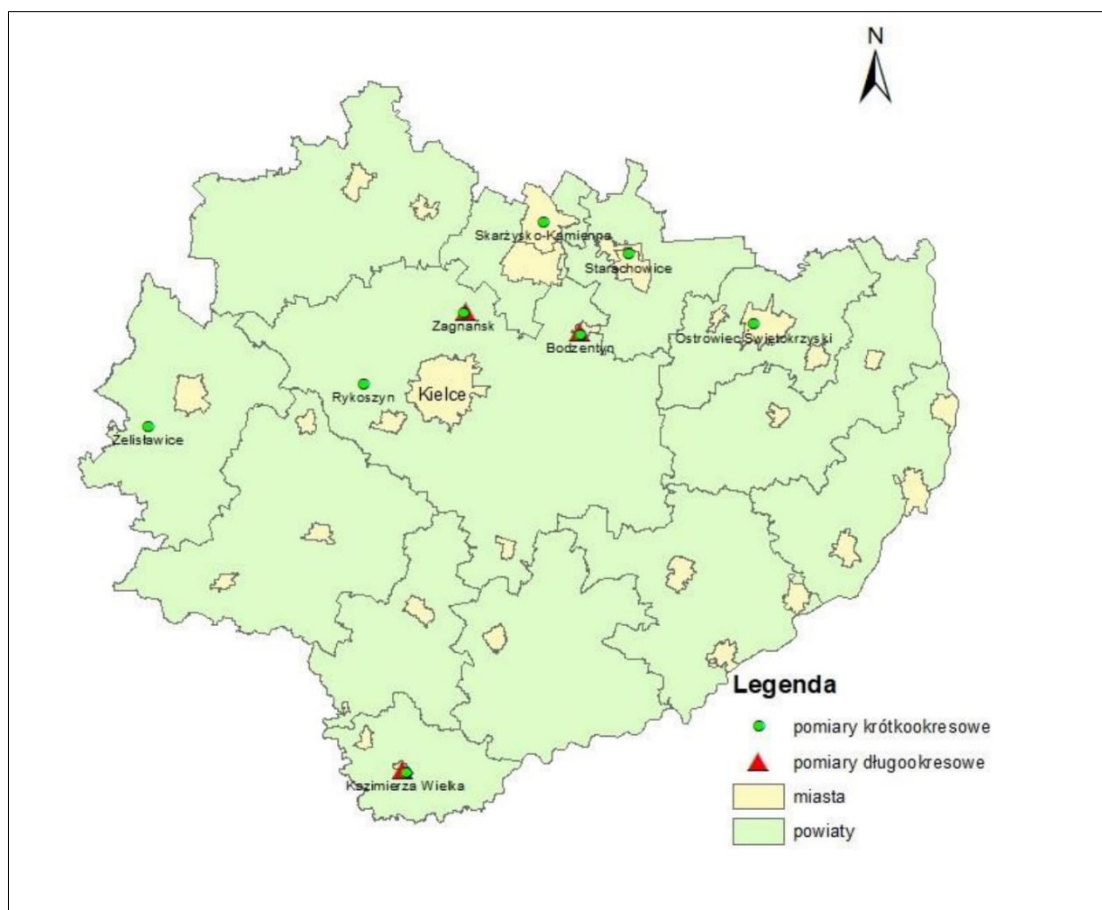 N
Skarżysko-Kamienna
Starachowice
Zagnańsk
Bodzentyn
Ostrowiec Świętokrzyski
Rykoszyn
Kielce
Żelisławice
Kazimierza Wielka
Legenda
pomiary krótkookresowe
pomiary długookresowe
miasta
powiaty